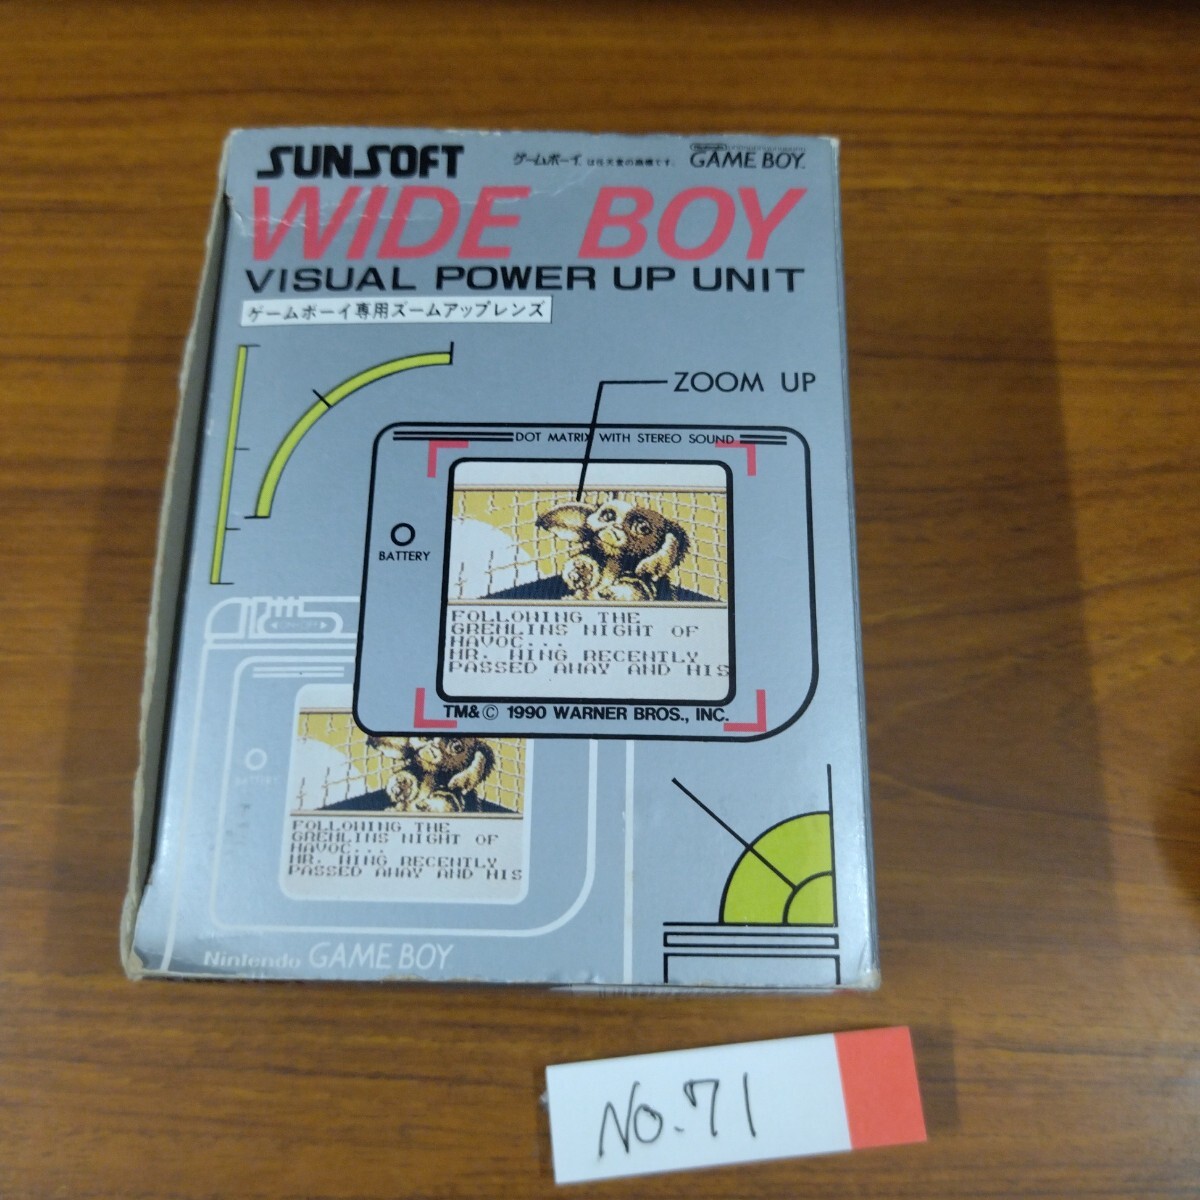 SUNSOFT
ゲームボーイは任天堂の商標です。
Nintendo
GAME BOY
WIDE BOY
VISUAL POWER UP UNIT
ゲームボーイ専用ズームアップレンズ
ZOOM UP
DOT MATRIX WITH STEREO SOUND
BATTERY
FOLLOWING THE
GREMLINS NIGHT OF
HAVOC...
MR. WING RECENTLY
PASSED AWAY AND HIS
TM&© 1990 WARNER BROS., INC.
◀ON•OFF▶
BATTERY
FOLLOWING THE
GREMLINS NIGHT OF
HAVOC...
MR. WING RECENTLY
PASSED AWAY AND HIS
Nintendo GAME BOY
NO.71